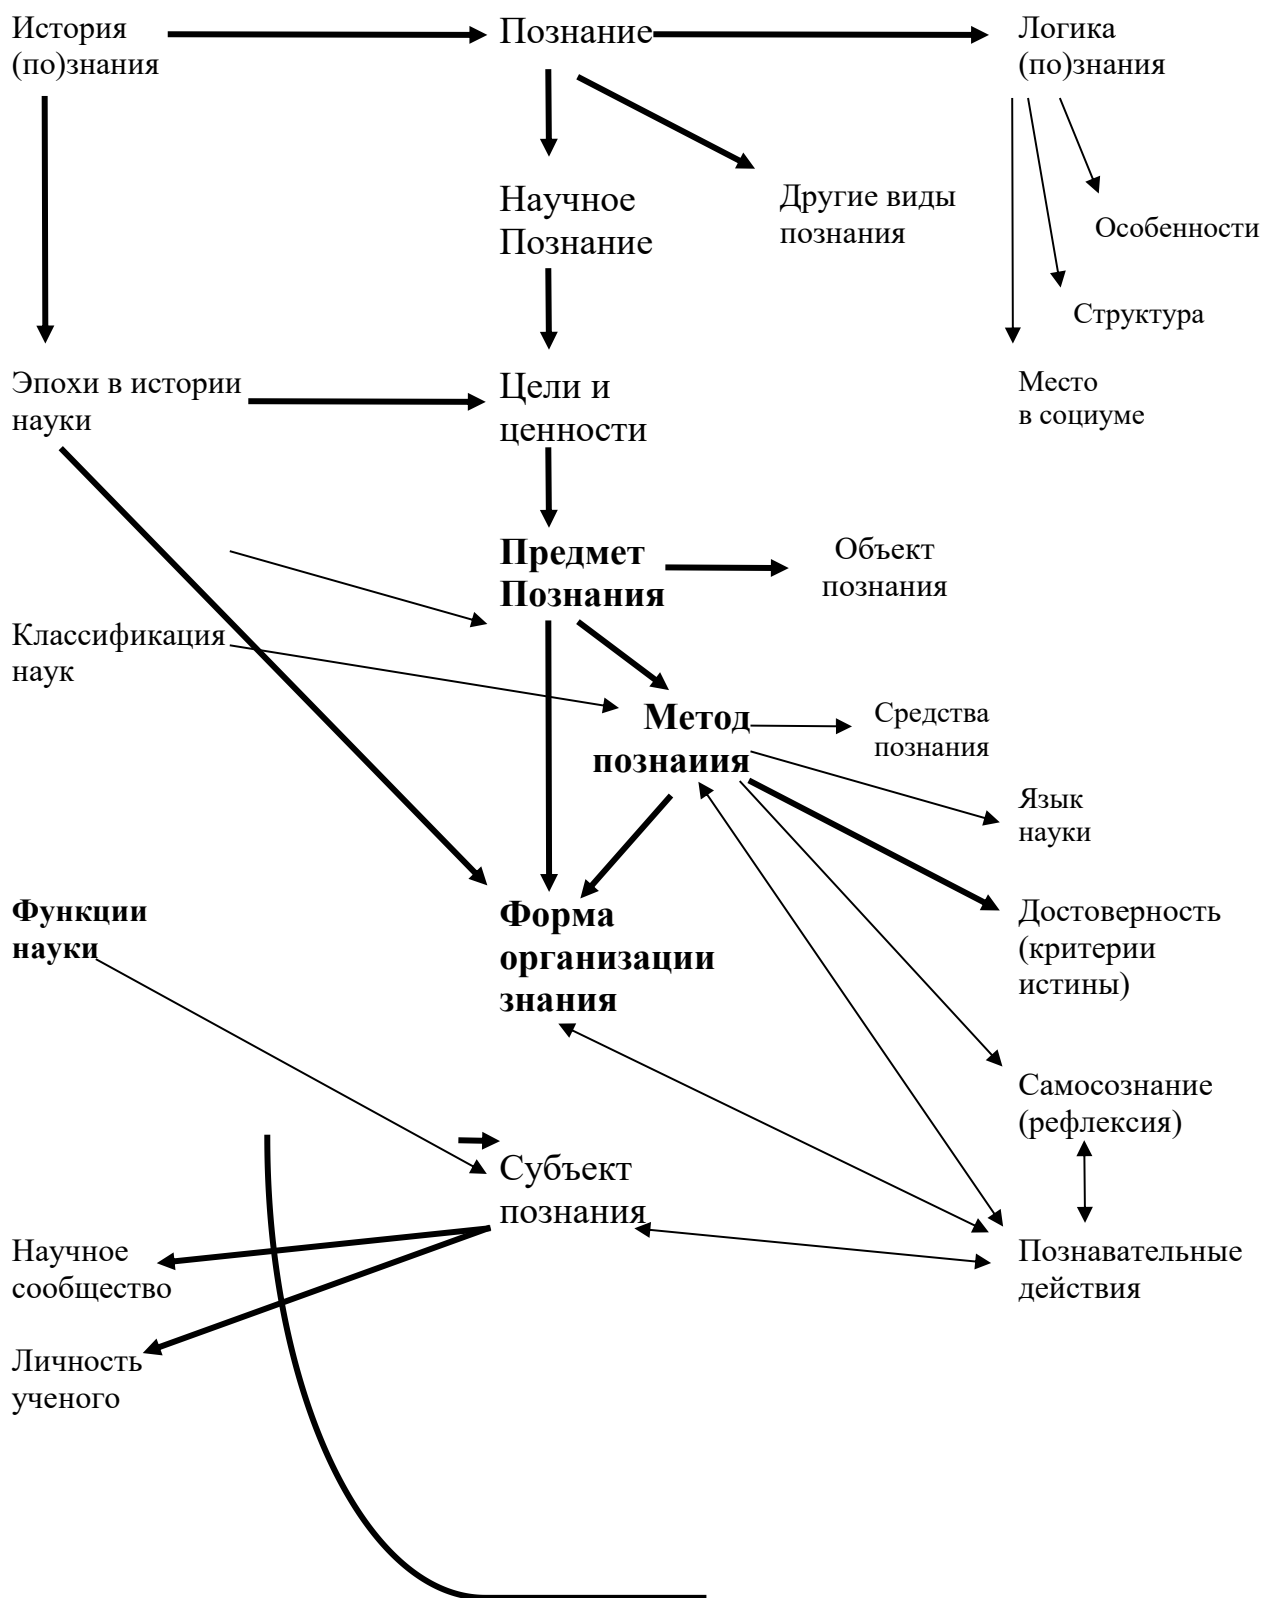 История
(по)знания
Познание
Логика
(по)знания
Научное
Познание
Другие виды
познания
Особенности
Структура
Эпохи в истории
науки
Цели и
ценности
Место
в социуме
Предмет
Познания
Объект
познания
Классификация
наук
Метод
познаиия
Средства
познания
Язык
науки
Функции
науки
Форма
организации
знания
Достоверность
(критерии
истины)
Самосознание
(рефлексия)
Субъект
познания
Научное
сообщество
Познавательные
действия
Личность
ученого